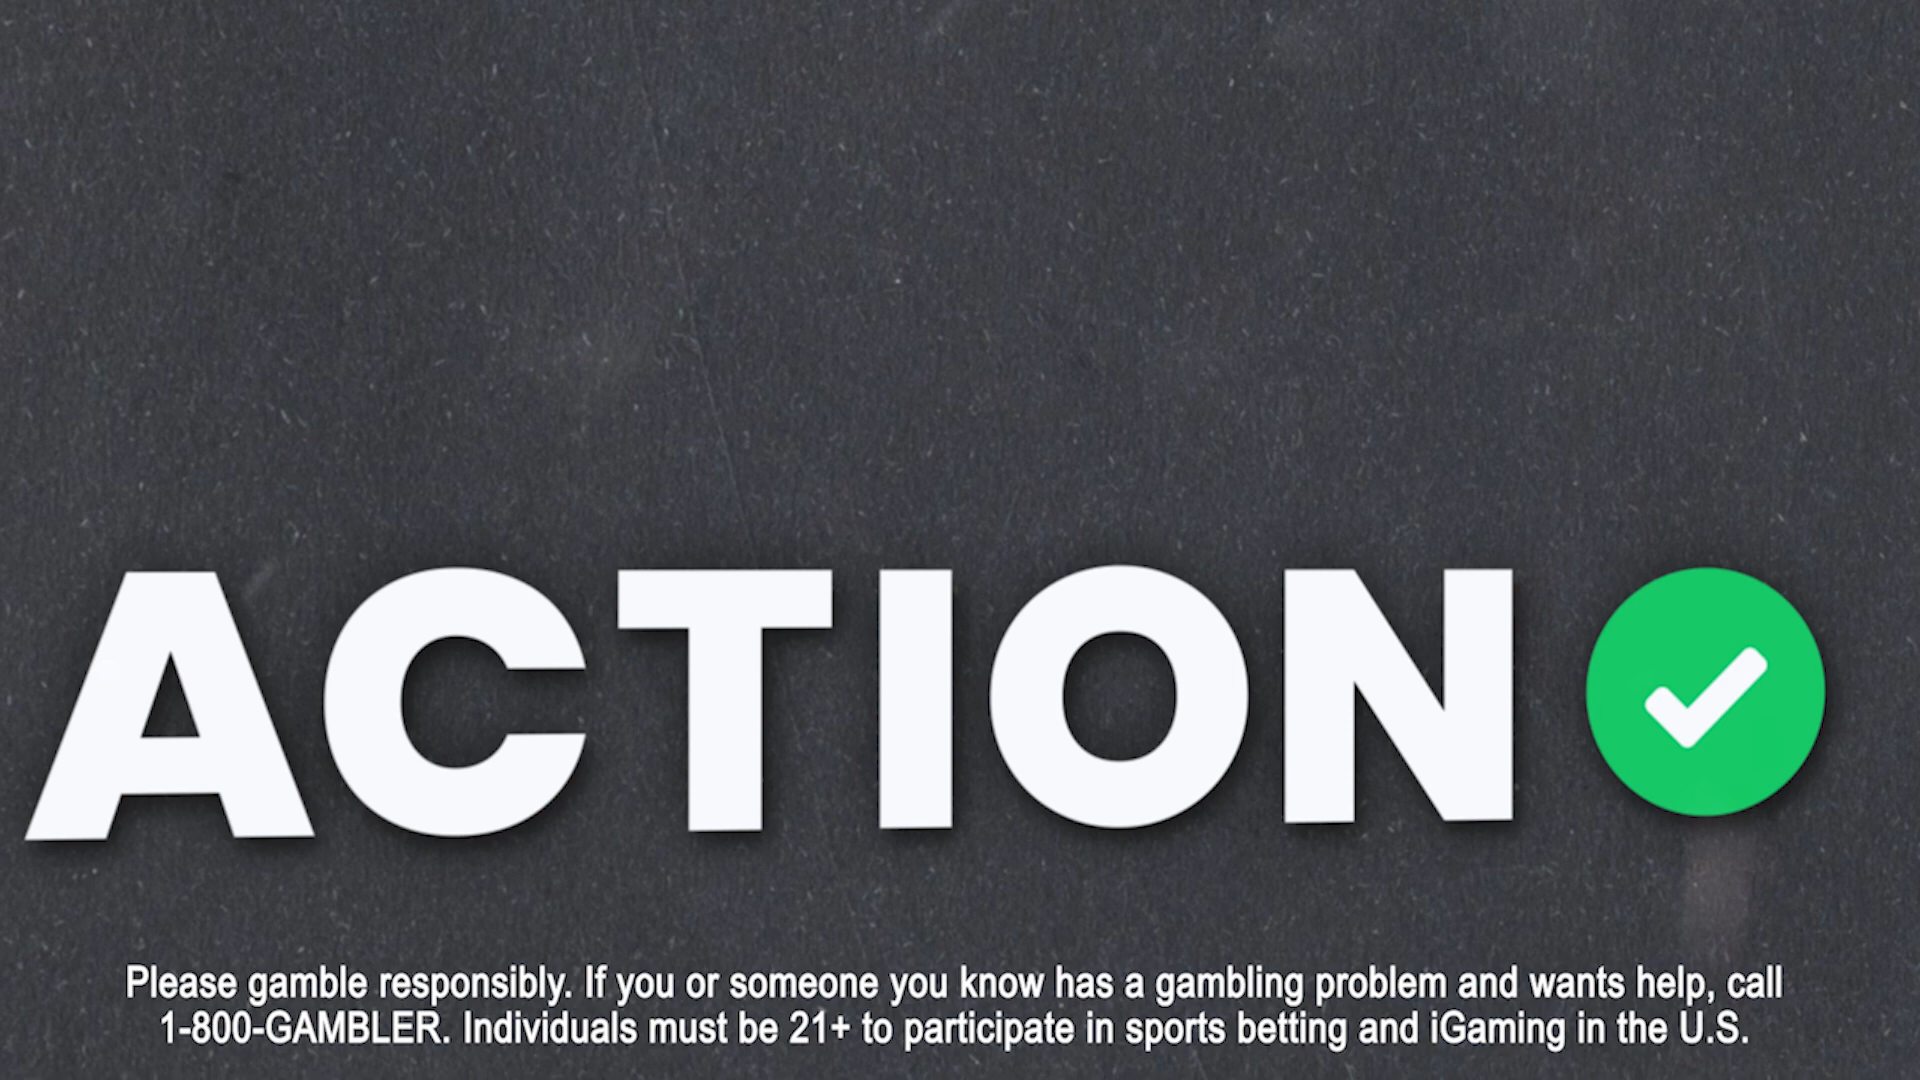 ACTION
Please gamble responsibly. If you or someone you know has a gambling problem and wants help, call
1-800-GAMBLER. Individuals must be 21+ to participate in sports betting and iGaming in the U.S.